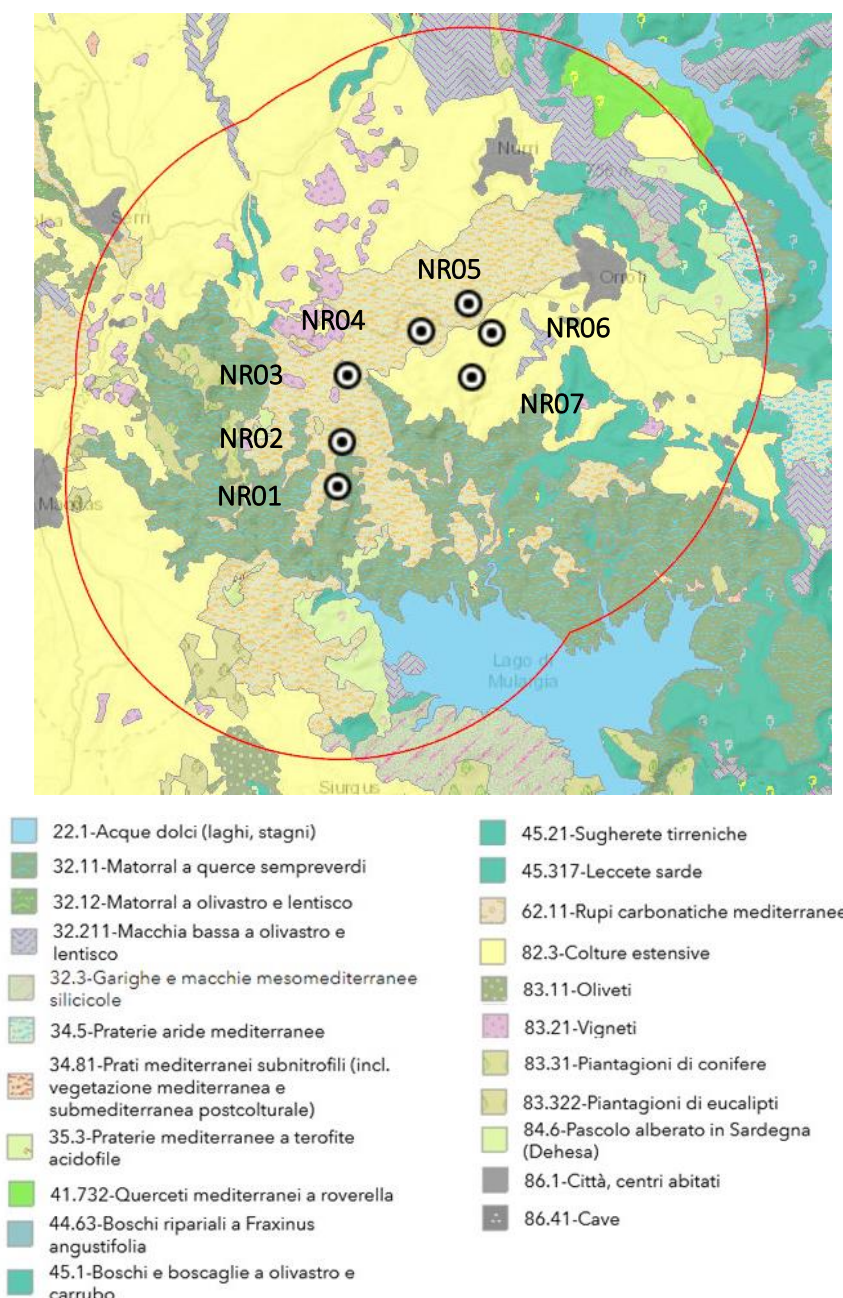 Nurri
750 m
Serri
NR05
Orroli
NR04
NR06
NR03
NR07
NR02
NR01
Lago di
Mulargia
Siurgus
22.1-Acque dolci (laghi, stagni)
32.11-Matorral a querce sempreverdi
32.12-Matorral a olivastro e lentisco
32.211-Macchia bassa a olivastro e
lentisco
32.3-Garighe e macchie mesomediterranee
silicicole
34.5-Praterie aride mediterranee
34.81-Prati mediterranei subnitrofili (incl.
vegetazione mediterranea e
submediterranea postcolturale)
35.3-Praterie mediterranee a terofite
acidofile
41.732-Querceti mediterranei a roverella
44.63-Boschi ripariali a Fraxinus
angustifolia
45.1-Boschi e boscaglie a olivastro e
carrubo
45.21-Sugherete tirreniche
45.317-Leccete sarde
62.11-Rupi carbonatiche mediterranee
82.3-Colture estensive
83.11-Oliveti
83.21-Vigneti
83.31-Piantagioni di conifere
83.322-Piantagioni di eucalipti
84.6-Pascolo alberato in Sardegna
(Dehesa)
86.1-Città, centri abitati
86.41-Cave